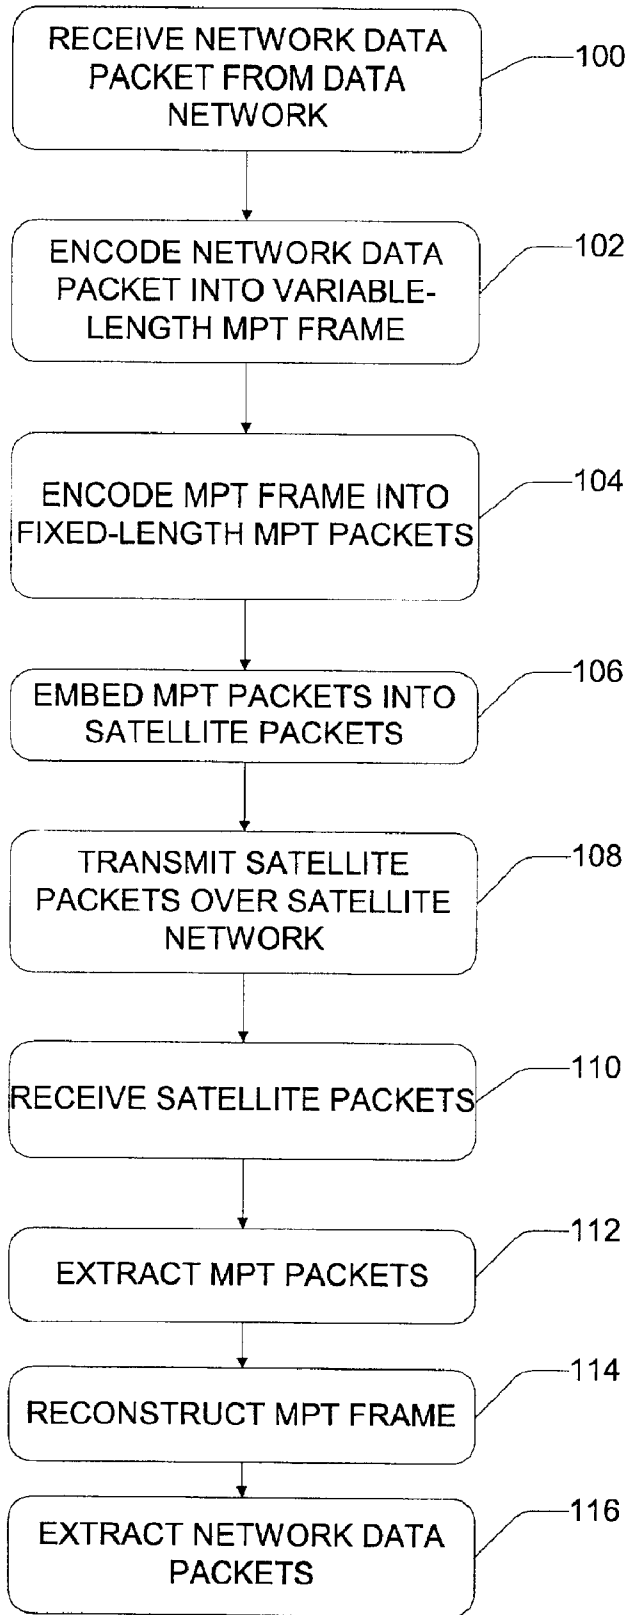 RECEIVE NETWORK DATA
PACKET FROM DATA
NETWORK
100
ENCODE NETWORK DATA
PACKET INTO VARIABLE-
LENGTH MPT FRAME
102
ENCODE MPT FRAME INTO
FIXED-LENGTH MPT PACKETS
104
EMBED MPT PACKETS INTO
SATELLITE PACKETS
106
TRANSMIT SATELLITE
PACKETS OVER SATELLITE
NETWORK
108
RECEIVE SATELLITE PACKETS
110
EXTRACT MPT PACKETS
112
RECONSTRUCT MPT FRAME
114
EXTRACT NETWORK DATA
PACKETS
116